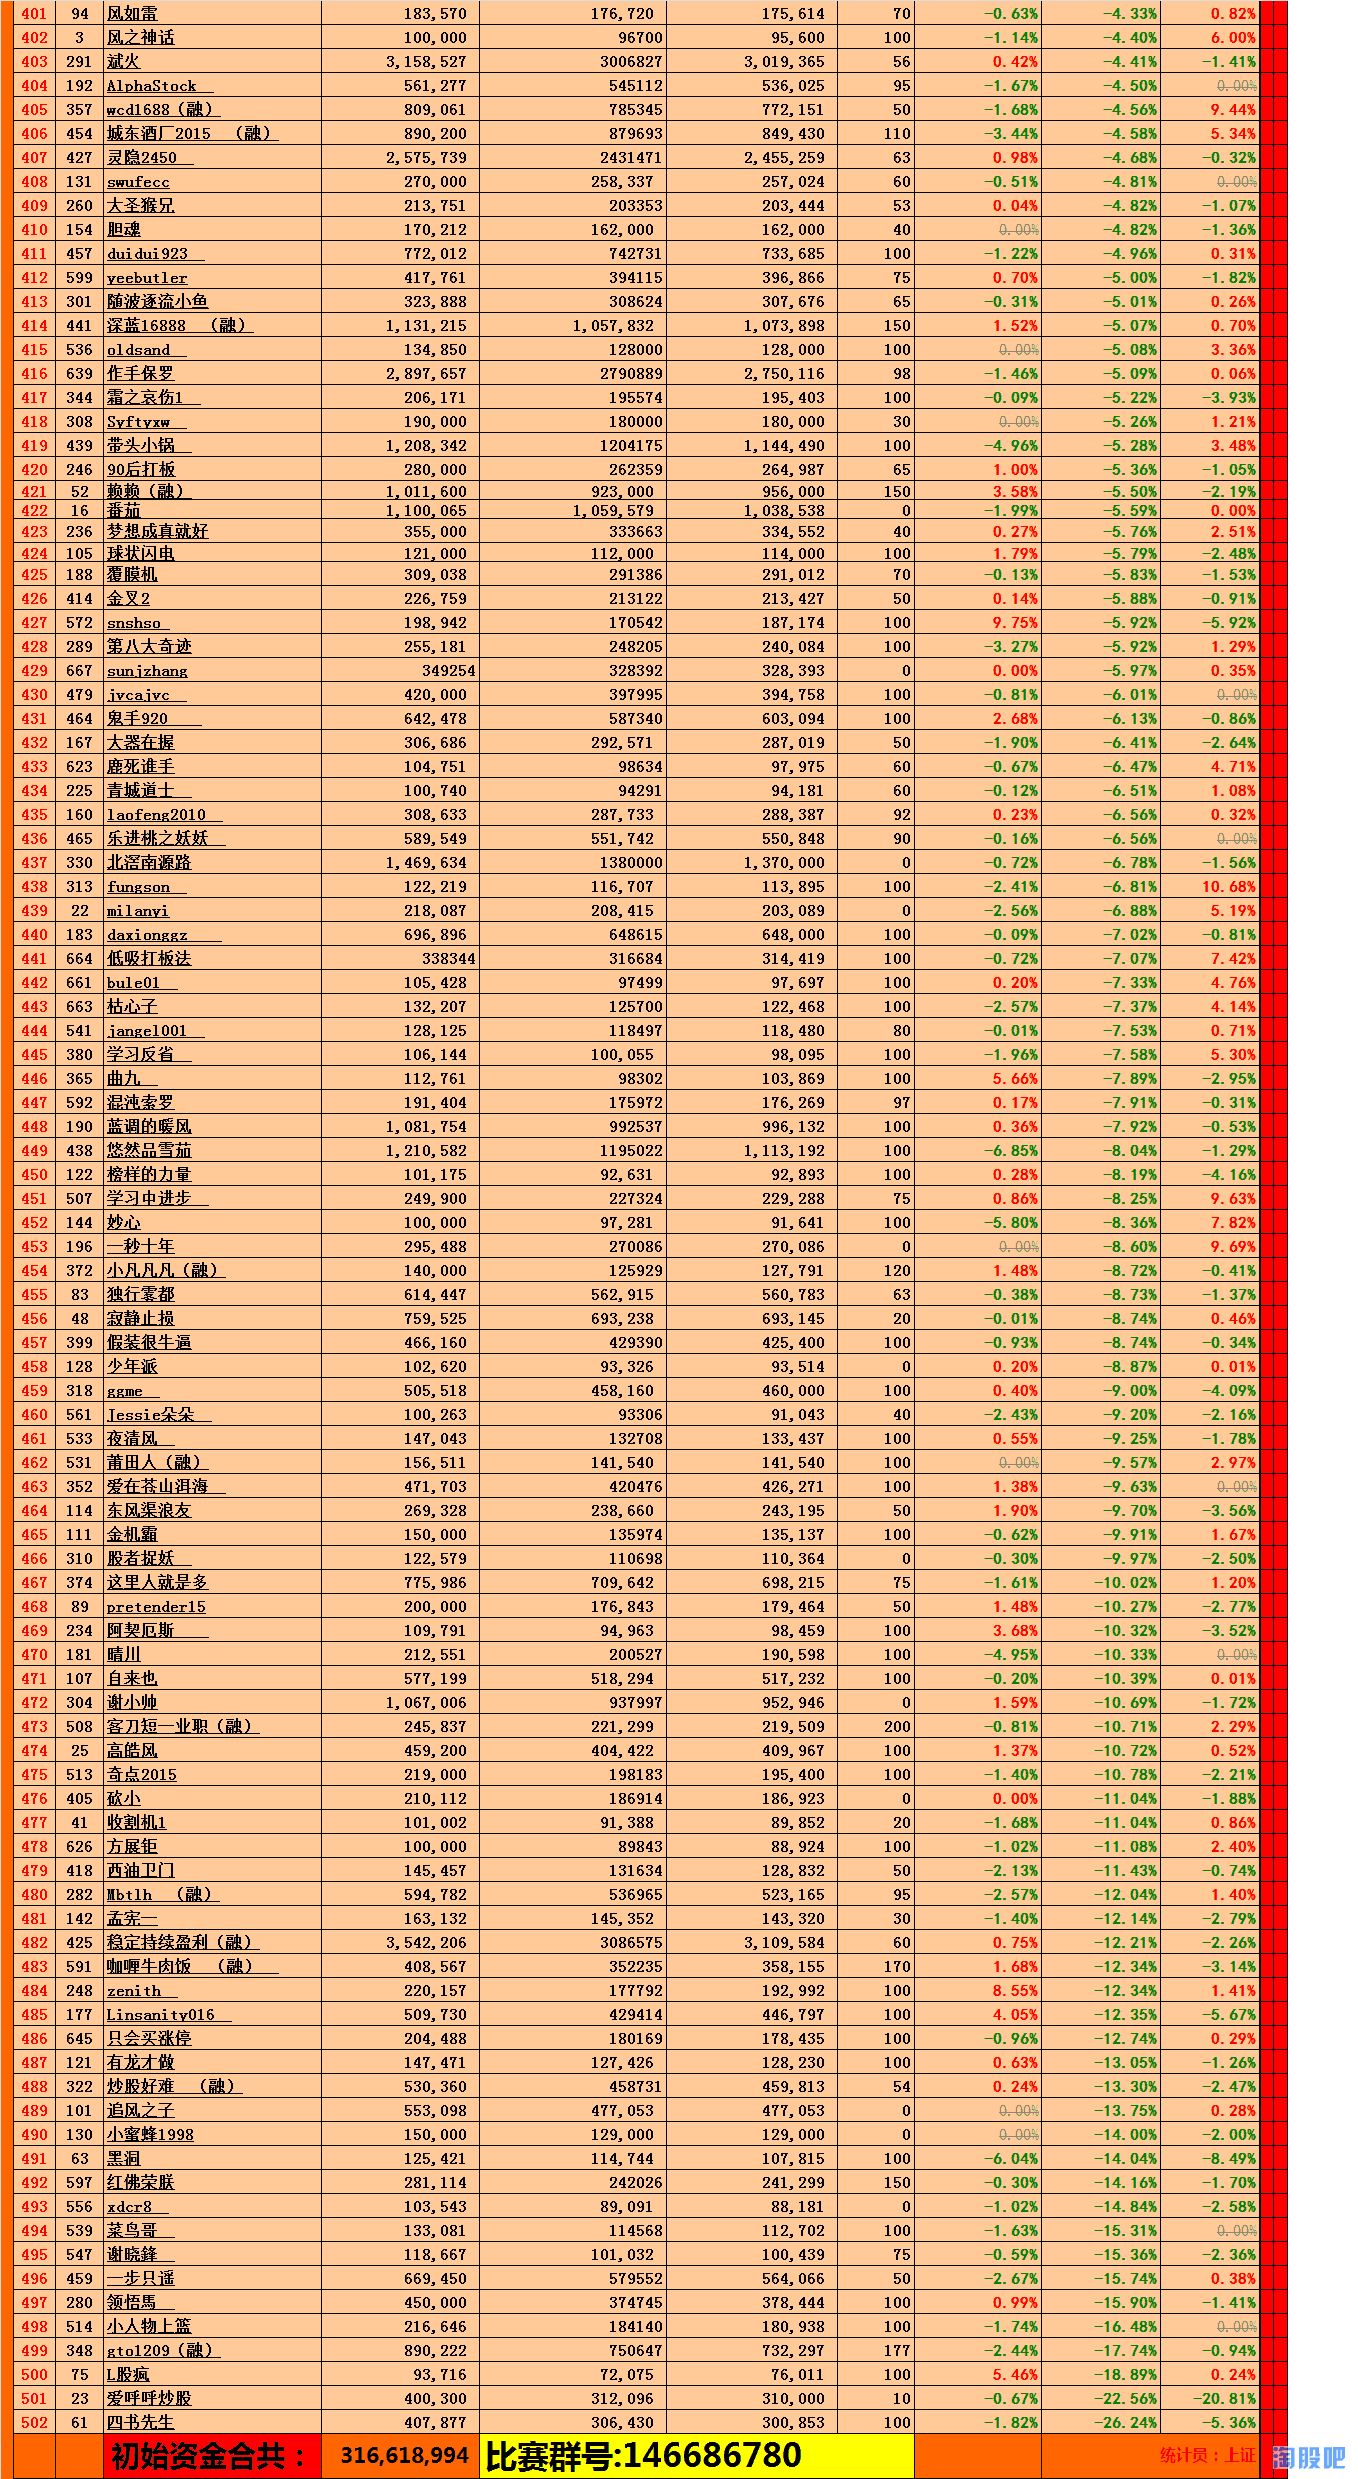 401 94 风如雷 183,570 176,720 175,614 70 -0.63% -4.33% 0.82%
402 3 风之神话 100,000 96700 95,600 100 -1.14% -4.40% 6.00%
403 291 斌火 3,158,527 3006827 3,019,365 56 0.42% -4.41% -1.41%
404 192 AlphaStock 561,277 545112 536,025 95 -1.67% -4.50% 0.00%
405 357 wcd1688（融） 809,061 785345 772,151 50 -1.68% -4.56% 9.44%
406 454 城东酒厂2015 （融） 890,200 879693 849,430 110 -3.44% -4.58% 5.34%
407 427 灵隐2450 2,575,739 2431471 2,455,259 63 0.98% -4.68% -0.32%
408 131 swufecc 270,000 258,337 257,024 60 -0.51% -4.81% 0.00%
409 260 大圣猴兄 213,751 203353 203,444 53 0.04% -4.82% -1.07%
410 154 胆魂 170,212 162,000 162,000 40 0.00% -4.82% -1.36%
411 457 duidui923 772,012 742731 733,685 100 -1.22% -4.96% 0.31%
412 599 yeebutler 417,761 394115 396,866 75 0.70% -5.00% -1.82%
413 301 随波逐流小鱼 323,888 308624 307,676 65 -0.31% -5.01% 0.26%
414 441 深蓝16888 （融） 1,131,215 1,057,832 1,073,898 150 1.52% -5.07% 0.70%
415 536 oldsand 134,850 128000 128,000 100 0.00% -5.08% 3.36%
416 639 作手保罗 2,897,657 2790889 2,750,116 98 -1.46% -5.09% 0.06%
417 344 霜之哀伤1 206,171 195574 195,403 100 -0.09% -5.22% -3.93%
418 308 Syftyxw 190,000 180000 180,000 30 0.00% -5.26% 1.21%
419 439 带头小锅 1,208,342 1204175 1,144,490 100 -4.96% -5.28% 3.48%
420 246 90后打板 280,000 262359 264,987 65 1.00% -5.36% -1.05%
421 52 赖赖（融） 1,011,600 923,000 956,000 150 3.58% -5.50% -2.19%
422 16 番茄 1,100,065 1,059,579 1,038,538 0 -1.99% -5.59% 0.00%
423 236 梦想成真就好 355,000 333663 334,552 40 0.27% -5.76% 2.51%
424 105 球状闪电 121,000 112,000 114,000 100 1.79% -5.79% -2.48%
425 188 覆膜机 309,038 291386 291,012 70 -0.13% -5.83% -1.53%
426 414 金叉2 226,759 213122 213,427 50 0.14% -5.88% -0.91%
427 572 snshso 198,942 170542 187,174 100 9.75% -5.92% -5.92%
428 289 第八大奇迹 255,181 248205 240,084 100 -3.27% -5.92% 1.29%
429 667 sunjzhang 349254 328392 328,393 0 0.00% -5.97% 0.35%
430 479 jvcajvc 420,000 397995 394,758 100 -0.81% -6.01% 0.00%
431 464 鬼手920 642,478 587340 603,094 100 2.68% -6.13% -0.86%
432 167 大器在握 306,686 292,571 287,019 50 -1.90% -6.41% -2.64%
433 623 鹿死谁手 104,751 98634 97,975 60 -0.67% -6.47% 4.71%
434 225 青城道士 100,740 94291 94,181 60 -0.12% -6.51% 1.08%
435 160 laofeng2010 308,633 287,733 288,387 92 0.23% -6.56% 0.32%
436 465 乐进桃之妖妖 589,549 551,742 550,848 90 -0.16% -6.56% 0.00%
437 330 北滘南源路 1,469,634 1380000 1,370,000 0 -0.72% -6.78% -1.56%
438 313 fungson 122,219 116,707 113,895 100 -2.41% -6.81% 10.68%
439 22 milanyi 218,087 208,415 203,089 0 -2.56% -6.88% 5.19%
440 183 daxionggz 696,896 648615 648,000 100 -0.09% -7.02% -0.81%
441 664 低吸打板法 338344 316684 314,419 100 -0.72% -7.07% 7.42%
442 661 bule01 105,428 97499 97,697 100 0.20% -7.33% 4.76%
443 663 枯心子 132,207 125700 122,468 100 -2.57% -7.37% 4.14%
444 541 jangel001 128,125 118497 118,480 80 -0.01% -7.53% 0.71%
445 380 学习反省 106,144 100,055 98,095 100 -1.96% -7.58% 5.30%
446 365 曲九 112,761 98302 103,869 100 5.66% -7.89% -2.95%
447 592 混沌索罗 191,404 175972 176,269 97 0.17% -7.91% -0.31%
448 190 蓝调的暖风 1,081,754 992537 996,132 100 0.36% -7.92% -0.53%
449 438 悠然品雪茄 1,210,582 1195022 1,113,192 100 -6.85% -8.04% -1.29%
450 122 榜样的力量 101,175 92,631 92,893 100 0.28% -8.19% -4.16%
451 507 学习中进步 249,900 227324 229,288 75 0.86% -8.25% 9.63%
452 144 妙心 100,000 97,281 91,641 100 -5.80% -8.36% 7.82%
453 196 一秒十年 295,488 270086 270,086 0 0.00% -8.60% 9.69%
454 372 小凡凡凡（融） 140,000 125929 127,791 120 1.48% -8.72% -0.41%
455 83 独行雲都 614,447 562,915 560,783 63 -0.38% -8.73% -1.37%
456 48 寂静止损 759,525 693,238 693,145 20 -0.01% -8.74% 0.46%
457 399 假装很牛逼 466,160 429390 425,400 100 -0.93% -8.74% -0.34%
458 128 少年派 102,620 93,326 93,514 0 0.20% -8.87% 0.01%
459 318 ggme 505,518 458,160 460,000 100 0.40% -9.00% -4.09%
460 561 Jessie朵朵 100,263 93306 91,043 40 -2.43% -9.20% -2.16%
461 533 夜清风 147,043 132708 133,437 100 0.55% -9.25% -1.78%
462 531 莆田人（融） 156,511 141,540 141,540 100 0.00% -9.57% 2.97%
463 352 爱在苍山洱海 471,703 420476 426,271 100 1.38% -9.63% 0.00%
464 114 东风渠浪友 269,328 238,660 243,195 50 1.90% -9.70% -3.56%
465 111 金机霸 150,000 135974 135,137 100 -0.62% -9.91% 1.67%
466 310 股者捉妖 122,579 110698 110,364 0 -0.30% -9.97% -2.50%
467 374 这里人就是多 775,986 709,642 698,215 75 -1.61% -10.02% 1.20%
468 89 pretender15 200,000 176,843 179,464 50 1.48% -10.27% -2.77%
469 234 阿契厄斯 109,791 94,963 98,459 100 3.68% -10.32% -3.52%
470 181 晴川 212,551 200527 190,598 100 -4.95% -10.33% 0.00%
471 107 自来也 577,199 518,294 517,232 100 -0.20% -10.39% 0.01%
472 304 谢小帅 1,067,006 937997 952,946 0 1.59% -10.69% -1.72%
473 508 客刀短一业职（融） 245,837 221,299 219,509 200 -0.81% -10.71% 2.29%
474 25 高皓风 459,200 404,422 409,967 100 1.37% -10.72% 0.52%
475 513 奇点2015 219,000 198183 195,400 100 -1.40% -10.78% -2.21%
476 405 砍小 210,112 186914 186,923 0 0.00% -11.04% -1.88%
477 41 收割机1 101,002 91,388 89,852 20 -1.68% -11.04% 0.86%
478 626 方展钜 100,000 89843 88,924 100 -1.02% -11.08% 2.40%
479 418 西油卫门 145,457 131634 128,832 50 -2.13% -11.43% -0.74%
480 282 Mbtlh （融） 594,782 536965 523,165 95 -2.57% -12.04% 1.40%
481 142 孟宪一 163,132 145,352 143,320 30 -1.40% -12.14% -2.79%
482 425 稳定持续盈利（融） 3,542,206 3086575 3,109,584 60 0.75% -12.21% -2.26%
483 591 咖喱牛肉饭 （融） 408,567 352235 358,155 170 1.68% -12.34% -3.14%
484 248 zenith 220,157 177792 192,992 100 8.55% -12.34% 1.41%
485 177 Linsanity016 509,730 429414 446,797 100 4.05% -12.35% -5.67%
486 645 只会买涨停 204,488 180169 178,435 100 -0.96% -12.74% 0.29%
487 121 有龙才做 147,471 127,426 128,230 100 0.63% -13.05% -1.26%
488 322 炒股好难 （融） 530,360 458731 459,813 54 0.24% -13.30% -2.47%
489 101 追风之子 553,098 477,053 477,053 0 0.00% -13.75% 0.28%
490 130 小蜜蜂1998 150,000 129,000 129,000 0 0.00% -14.00% -2.00%
491 63 黑洞 125,421 114,744 107,815 100 -6.04% -14.04% -8.49%
492 597 红佛荣朕 281,114 242026 241,299 150 -0.30% -14.16% -1.70%
493 556 xdcr8 103,543 89,091 88,181 0 -1.02% -14.84% -2.58%
494 539 菜鸟哥 133,081 114568 112,702 100 -1.63% -15.31% 0.00%
495 547 谢晓鋒 118,667 101,032 100,439 75 -0.59% -15.36% -2.36%
496 459 一步只遥 669,450 579552 564,066 50 -2.67% -15.74% 0.38%
497 280 领悟馬 450,000 374745 378,444 100 0.99% -15.90% -1.41%
498 514 小人物上篮 216,646 184140 180,938 100 -1.74% -16.48% 0.00%
499 348 gto1209（融） 890,222 750647 732,297 177 -2.44% -17.74% -0.94%
500 75 L股疯 93,716 72,075 76,011 100 5.46% -18.89% 0.24%
501 23 爱呼呼炒股 400,300 312,096 310,000 10 -0.67% -22.56% -20.81%
502 61 四书先生 407,877 306,430 300,853 100 -1.82% -26.24% -5.36%
初始资金合共： 316,618,994 比赛群号:146686780 统计员：上证 淘股吧